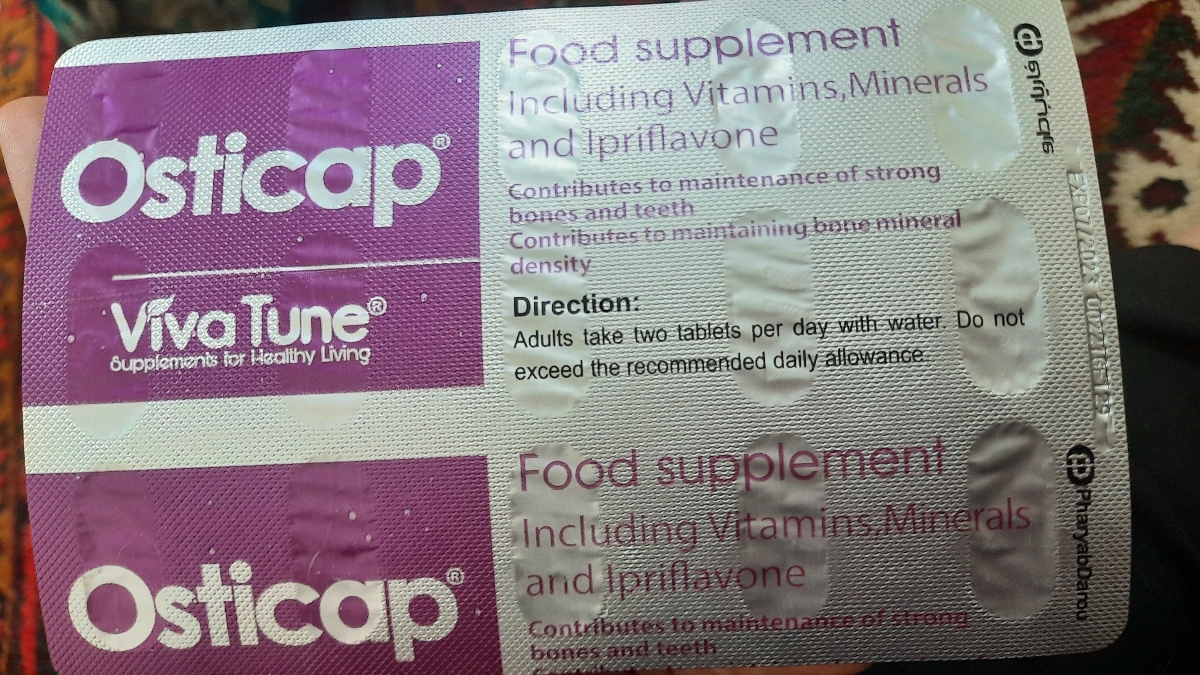 Osticap®
Viva Tune®
Supplements for Healthy Living
Food supplement
Including Vitamins,Minerals
and Ipriflavone
Contributes to maintenance of strong
bones and teeth
Contributes to maintaining bone mineral
density
Direction:
Adults take two tablets per day with water. Do not
exceed the recommended daily allowance.
Osticap®
Food supplement
Including Vitamins,Minerals
and Ipriflavone
Contributes to maintenance of strong
bones and teeth
PharyabDarou